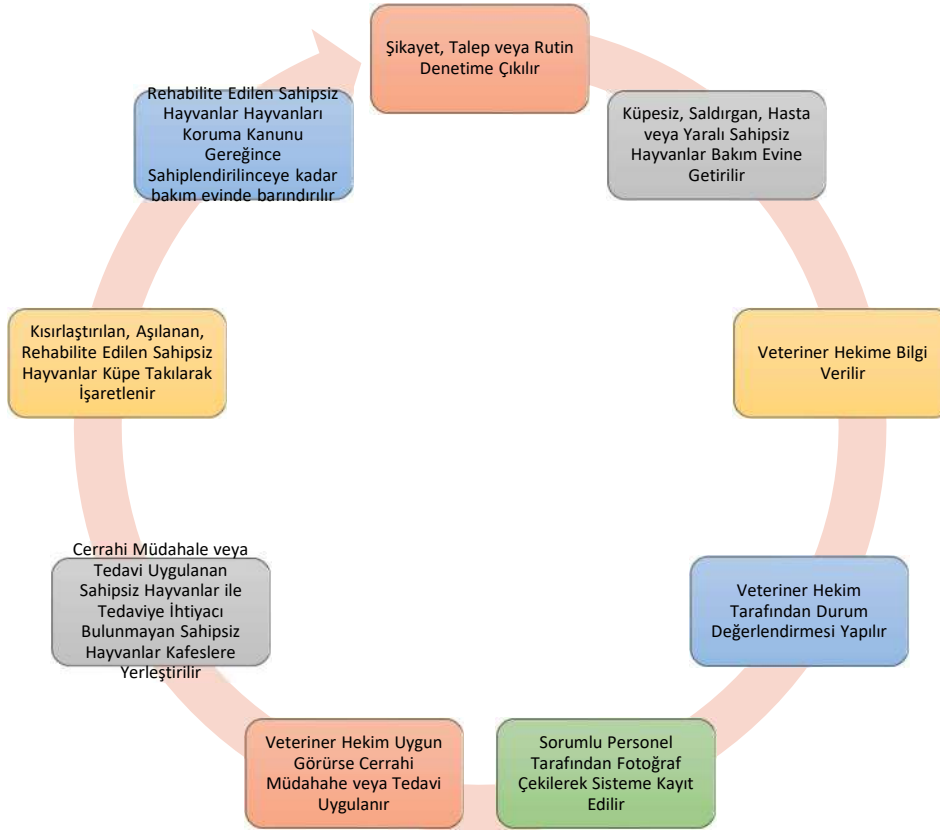 Şikayet, Talep veya Rutin
Denetime Çıkılır
Küpesiz, Saldırgan, Hasta
veya Yaralı Sahipsiz
Hayvanlar Bakım Evine
Getirilir
Veteriner Hekime Bilgi
Verilir
Veteriner Hekim
Tarafından Durum
Değerlendirmesi Yapılır
Sorumlu Personel
Tarafından Fotoğraf
Çekilerek Sisteme Kayıt
Edilir
Veteriner Hekim Uygun
Görürse Cerrahi
Müdahahe veya Tedavi
Uygulanır
Cerrahi Müdahale veya
Tedavi Uygulanan
Sahipsiz Hayvanlar ile
Tedaviye İhtiyacı
Bulunmayan Sahipsiz
Hayvanlar Kafeslere
Yerleştirilir
Kısırlaştırılan, Aşılanan,
Rehabilite Edilen Sahipsiz
Hayvanlar Küpe Takılarak
İşaretlenir
Rehabilite Edilen Sahipsiz
Hayvanlar Hayvanları
Koruma Kanunu
Gereğince
Sahiplendirilinceye kadar
bakım evinde barındırılır